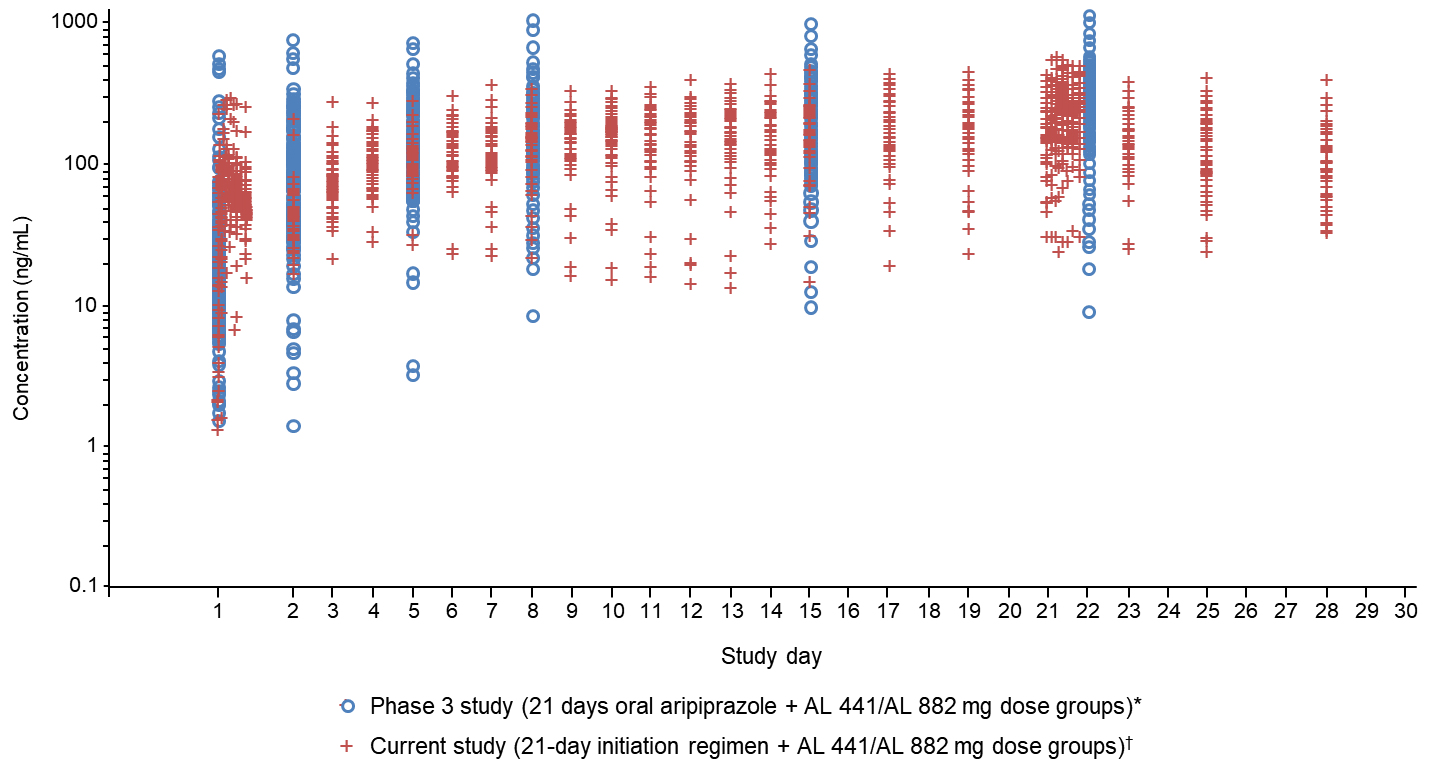 Concentration (ng/mL)
1000
100
10
1
0.1
1 2 3 4 5 6 7 8 9 10 11 12 13 14 15 16 17 18 19 20 21 22 23 24 25 26 27 28 29 30
Study day
Phase 3 study (21 days oral aripiprazole + AL 441/AL 882 mg dose groups)*
Current study (21-day initiation regimen + AL 441/AL 882 mg dose groups)†